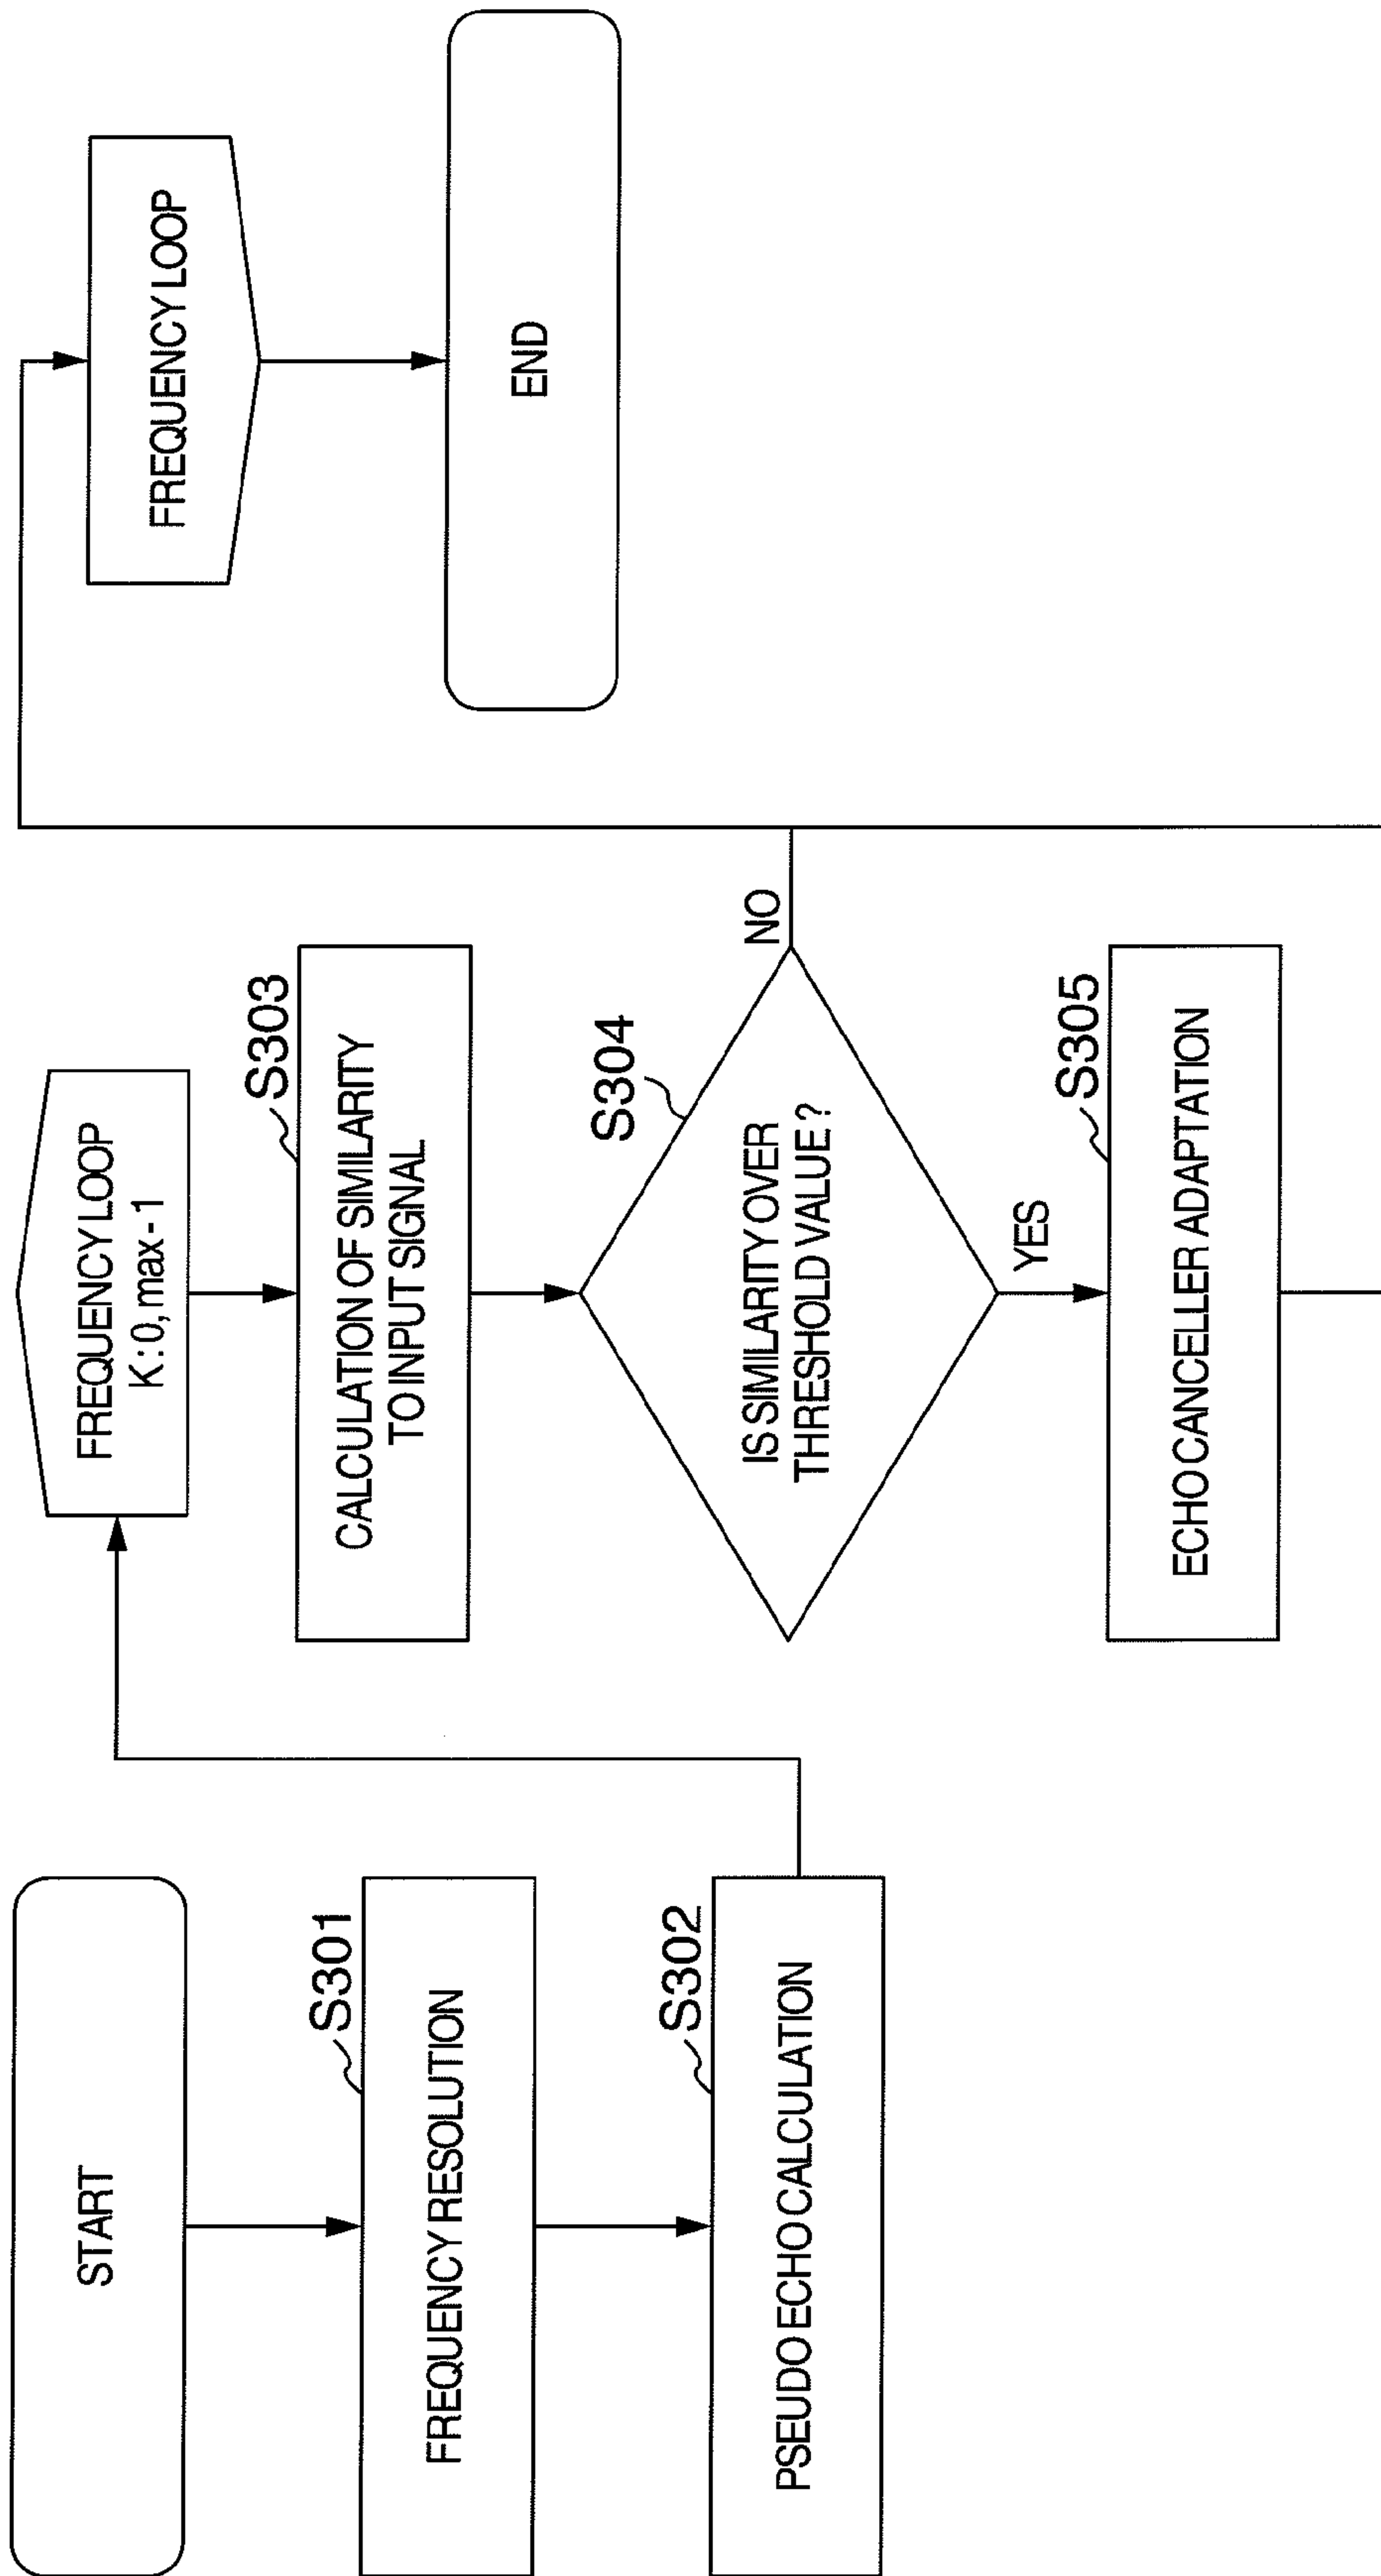 START
S301
FREQUENCY RESOLUTION
S302
PSEUDO ECHO CALCULATION
FREQUENCY LOOP
K : 0, max - 1
S303
CALCULATION OF SIMILARITY
TO INPUT SIGNAL
S304
IS SIMILARITY OVER
THRESHOLD VALUE ?
NO
YES
S305
ECHO CANCELLER ADAPTATION
FREQUENCY LOOP
END